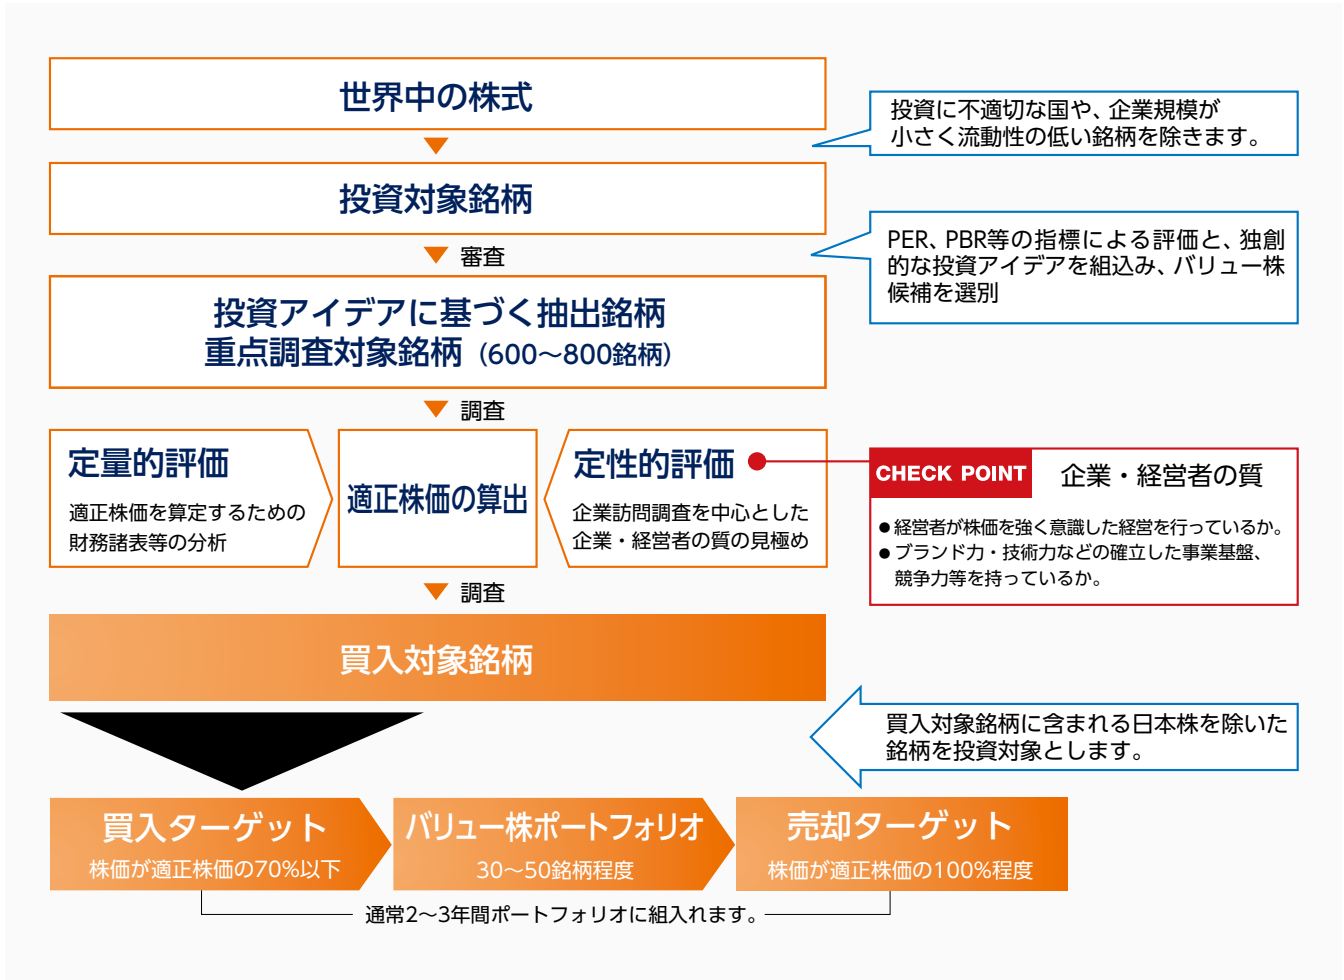 世界中の株式
投資に不適切な国や、企業規模が
小さく流動性の低い銘柄を除きます。
投資対象銘柄
審査
PER、PBR等の指標による評価と、独創
的な投資アイデアを組込み、バリュー株
候補を選別
投資アイデアに基づく抽出銘柄
重点調査対象銘柄（600～800銘柄）
調査
定量的評価
適正株価を算定するための
財務諸表等の分析
適正株価の算出
定性的評価
企業訪問調査を中心とした
企業・経営者の質の見極め
CHECK POINT 企業・経営者の質
● 経営者が株価を強く意識した経営を行っているか。
● ブランド力・技術力などの確立した事業基盤、
競争力等を持っているか。
調査
買入対象銘柄
買入対象銘柄に含まれる日本株を除いた
銘柄を投資対象とします。
買入ターゲット
株価が適正株価の70%以下
バリュー株ポートフォリオ
30～50銘柄程度
売却ターゲット
株価が適正株価の100%程度
通常2～3年間ポートフォリオに組入れます。